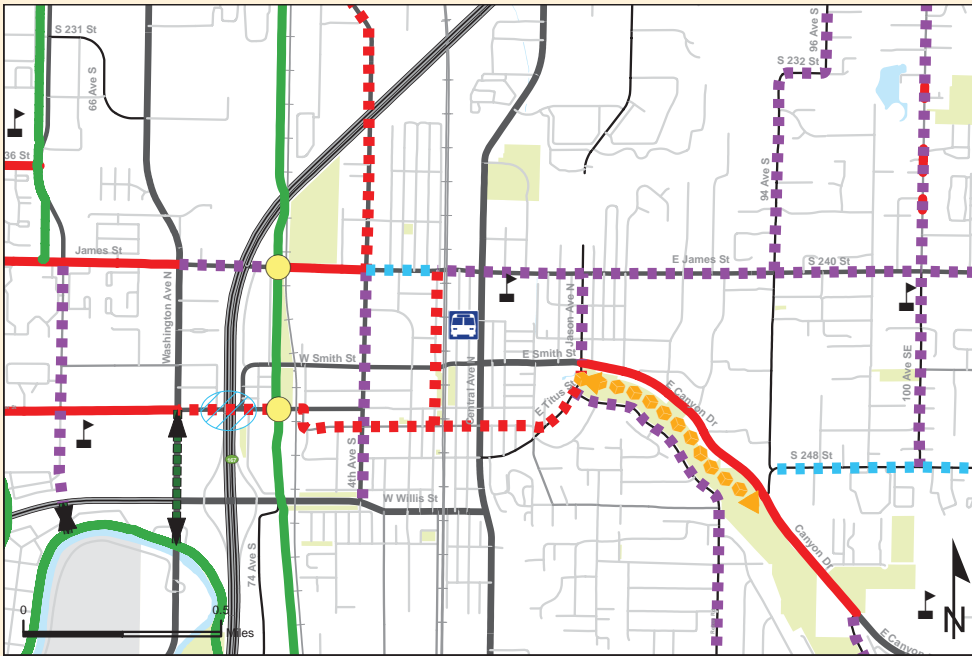 S 231 St
66 Ave S
96 Ave S
S 232 St
36 St
94 Ave S
James St
E James St
S 240 St
Washington Ave N
Jason Ave N
W Smith St
E Smith St
Central Ave N
100 Ave SE
E Titus St
E Canyon Dr
4th Ave S
S 248 St
W Willis St
74 Ave S
Canyon Dr
0
0.5
Miles
N
E Canyon